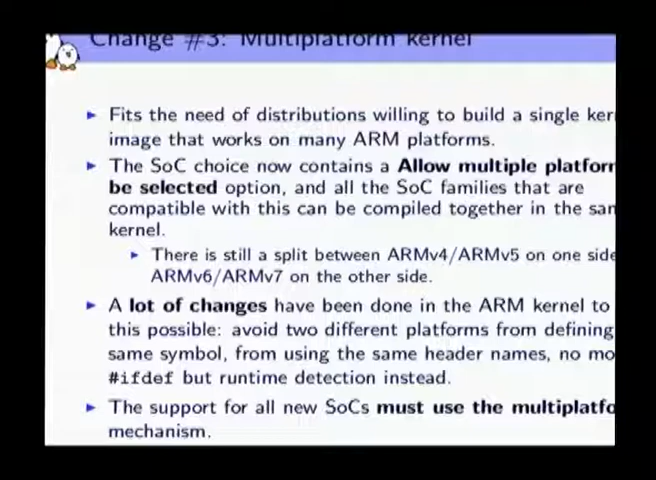 Change #3: Multiplatform kernel
Fits the need of distributions willing to build a single ker
image that works on many ARM platforms.
The SoC choice now contains a Allow multiple platfor
be selected option, and all the SoC families that are
compatible with this can be compiled together in the sam
kernel.
There is still a split between ARMv4/ARMv5 on one side
ARMv6/ARMv7 on the other side.
A lot of changes have been done in the ARM kernel to
this possible: avoid two different platforms from defining
same symbol, from using the same header names, no mo
#ifdef but runtime detection instead.
The support for all new SoCs must use the multiplatfo
mechanism.